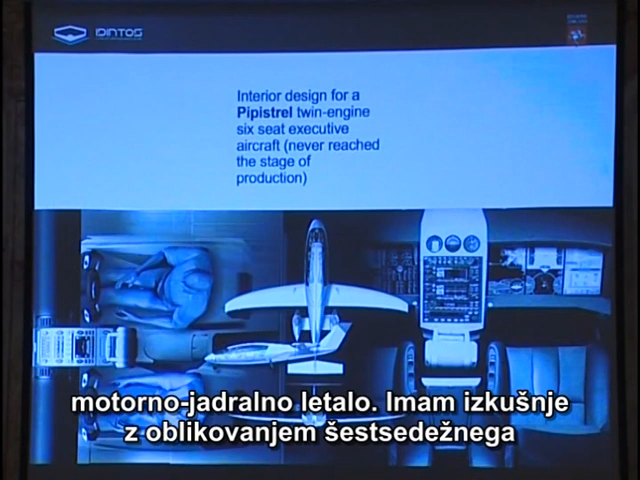 IDINTOS
Interior design for a
Pipistrel twin-engine
six seat executive
aircraft (never reached
the stage of
production)
motorno-jadralno letalo. Imam izkušnje
z oblikovanjem šestsedežnega